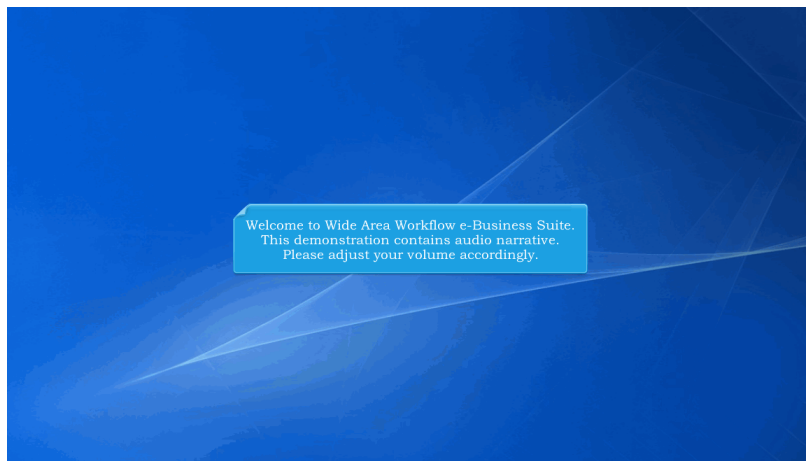 Welcome to Wide Area Workflow e-Business Suite.
This demonstration contains audio narrative.
Please adjust your volume accordingly.